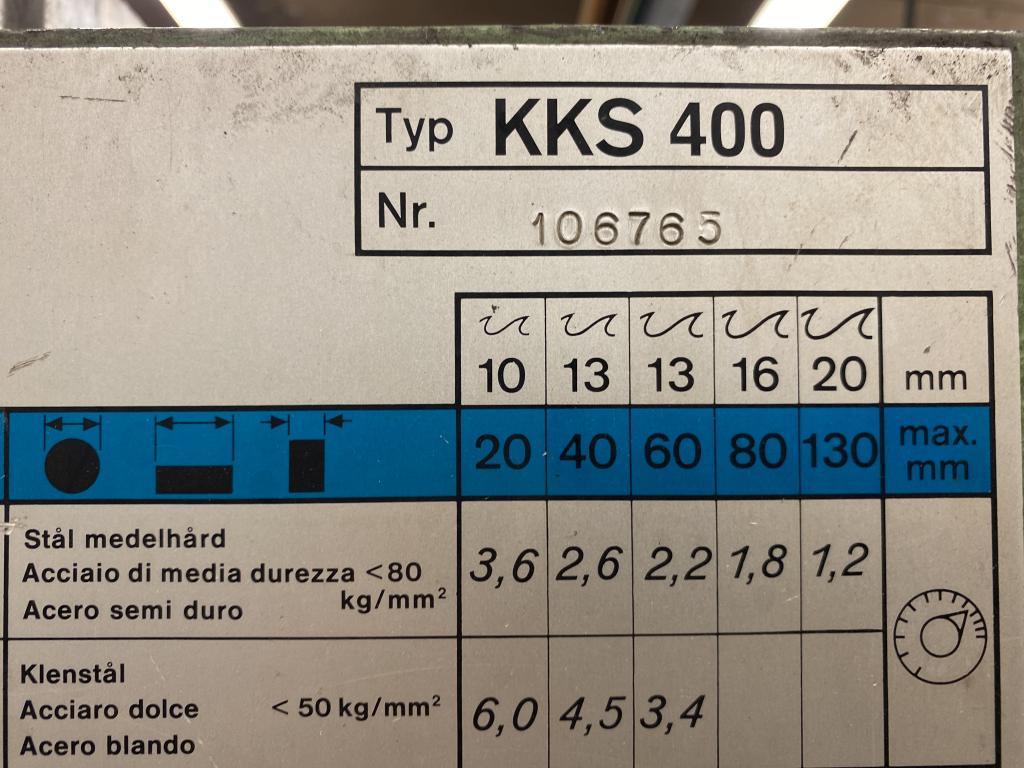 Typ KKS 400
Nr. 106765
10 13 13 16 20 mm
20 40 60 80 130 max. mm
Stål medelhård
Acciaio di media durezza <80 kg/mm²
Acero semi duro
3,6 2,6 2,2 1,8 1,2
Klenstål
Acciaro dolce < 50 kg/mm²
Acero blando
6,0 4,5 3,4